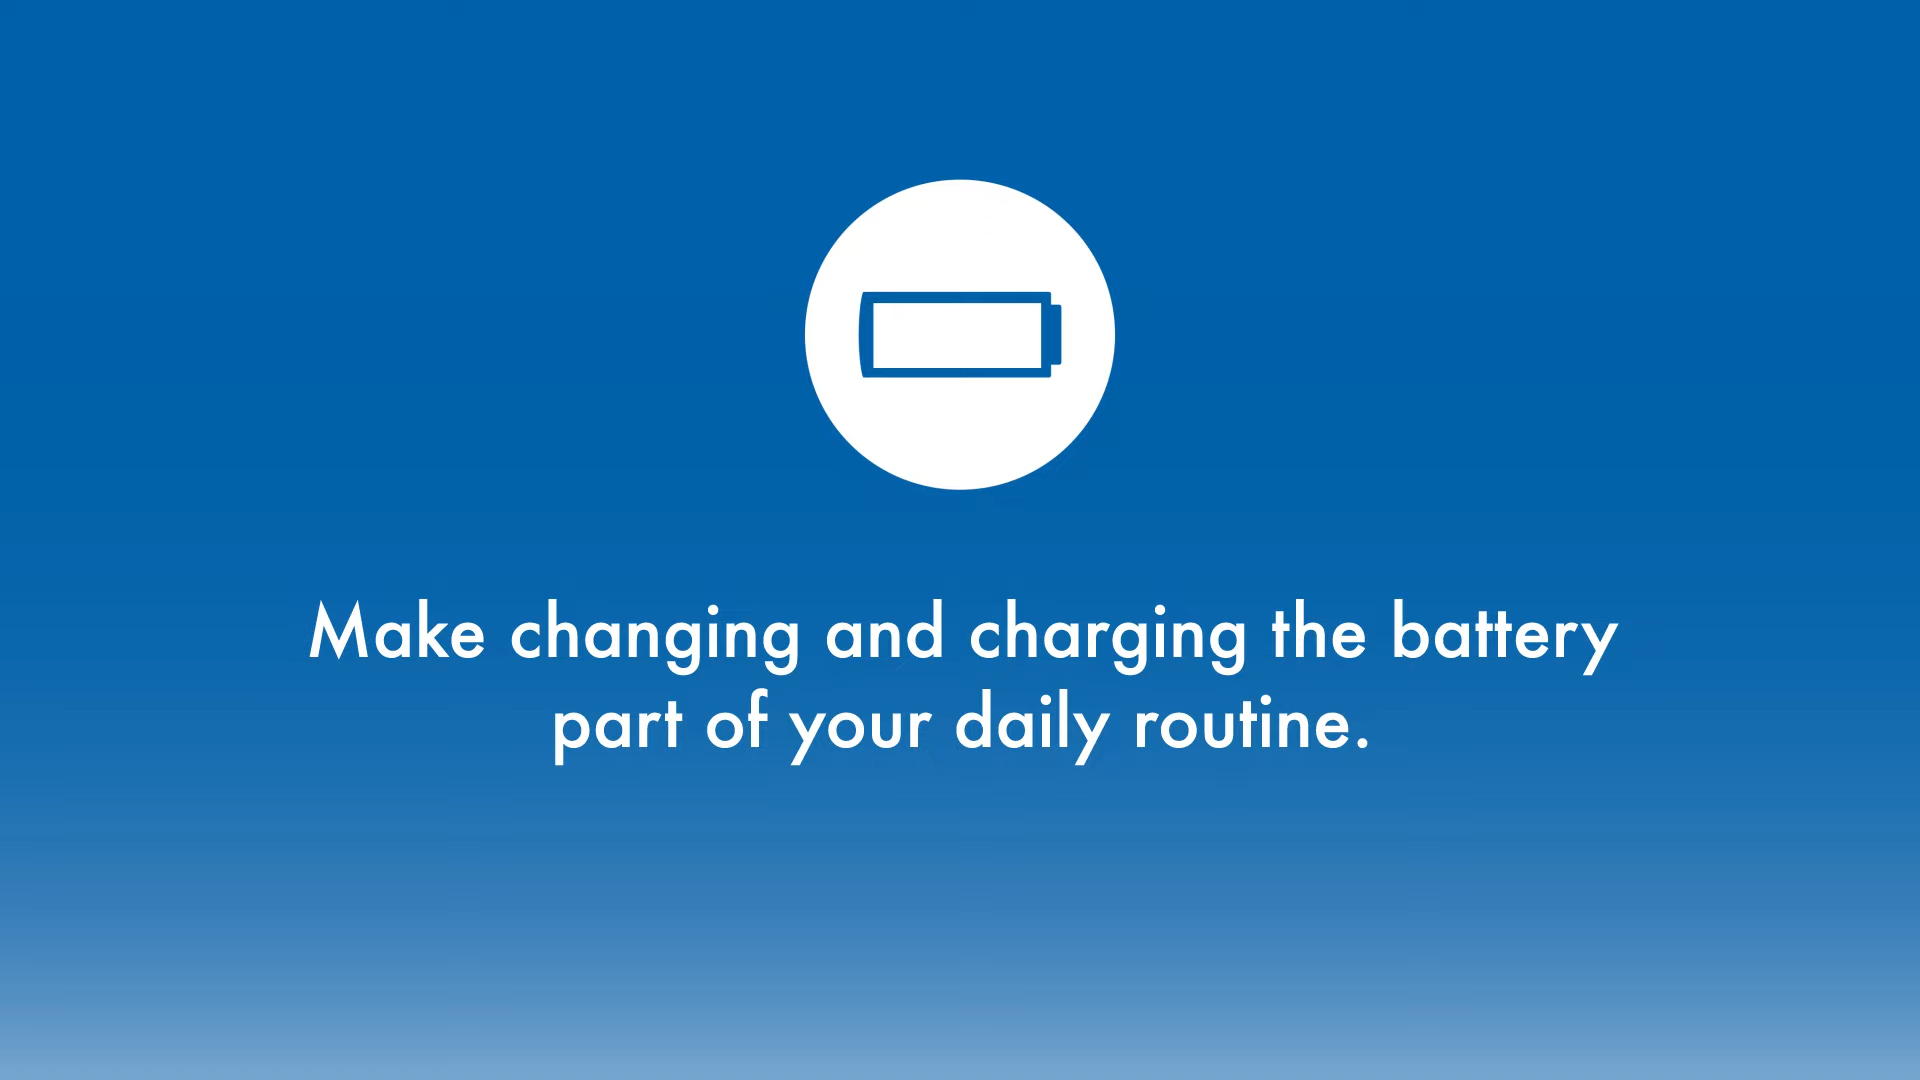 Make changing and charging the battery
part of your daily routine.